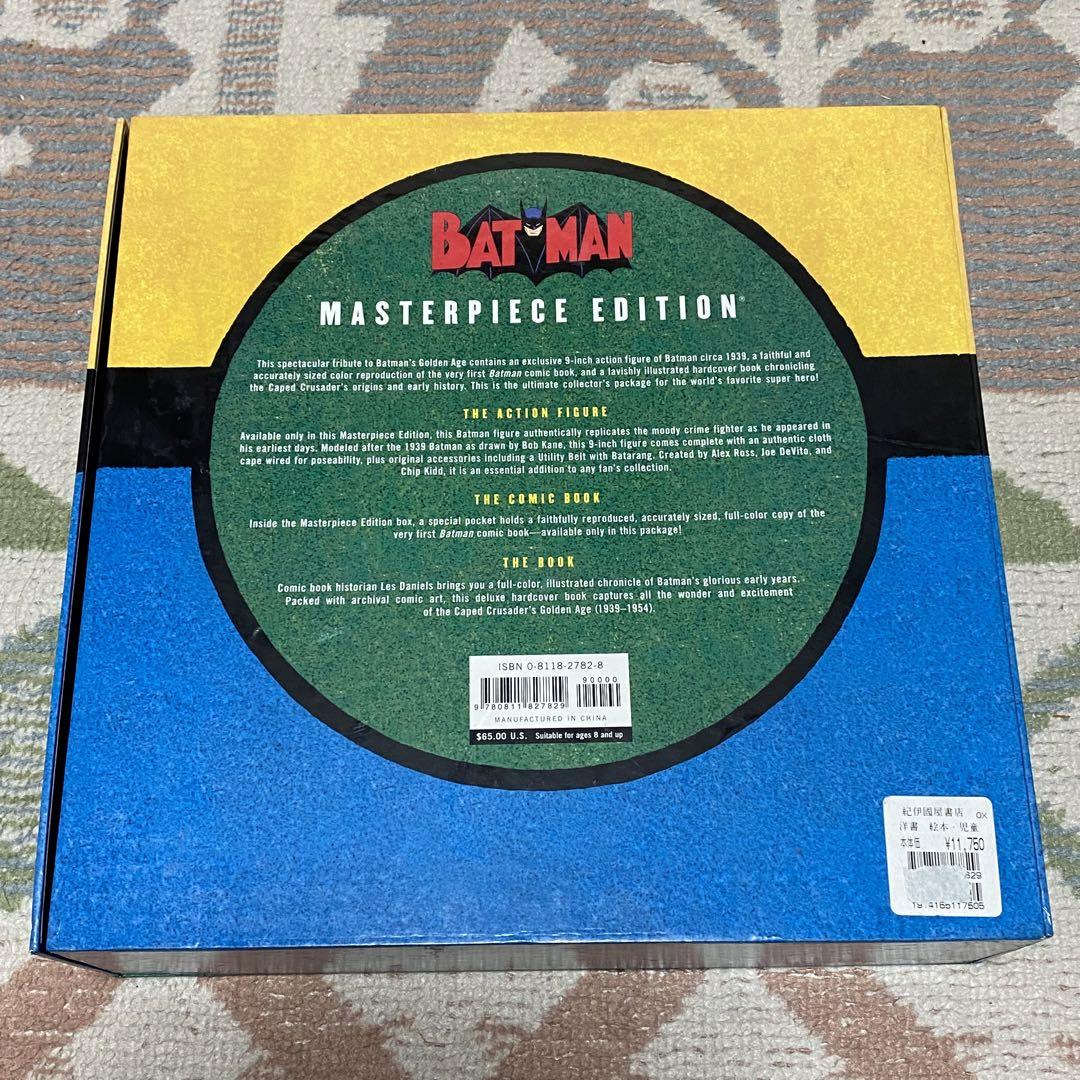 BATMAN
MASTERPIECE EDITION®
This spectacular tribute to Batman's Golden Age contains an exclusive 9-inch action figure of Batman circa 1939, a faithful and
accurately sized color reproduction of the very first Batman comic book, and a lavishly illustrated hardcover book chronicling
the Caped Crusader's origins and early history. This is the ultimate collector's package for the world's favorite super hero!
THE ACTION FIGURE
Available only in this Masterpiece Edition, this Batman figure authentically replicates the moody crime fighter as he appeared in
his earliest days. Modeled after the 1939 Batman as drawn by Bob Kane, this 9-inch figure comes complete with an authentic cloth
cape wired for poseability, plus original accessories including a Utility Belt with Batarang. Created by Alex Ross, Joe DeVito, and
Chip Kidd, it is an essential addition to any fan's collection.
THE COMIC BOOK
Inside the Masterpiece Edition box, a special pocket holds a faithfully reproduced, accurately sized, full-color copy of the
very first Batman comic book—available only in this package!
THE BOOK
Comic book historian Les Daniels brings you a full-color, illustrated chronicle of Batman's glorious early years.
Packed with archival comic art, this deluxe hardcover book captures all the wonder and excitement
of the Caped Crusader's Golden Age (1939–1954).
ISBN 0-8118-2782-8
90000
9 780811 827829
MANUFACTURED IN CHINA
$65.00 U.S. Suitable for ages 8 and up
紀伊國屋書店 OX
洋書 絵本・児童
本体価 ¥11,750
829